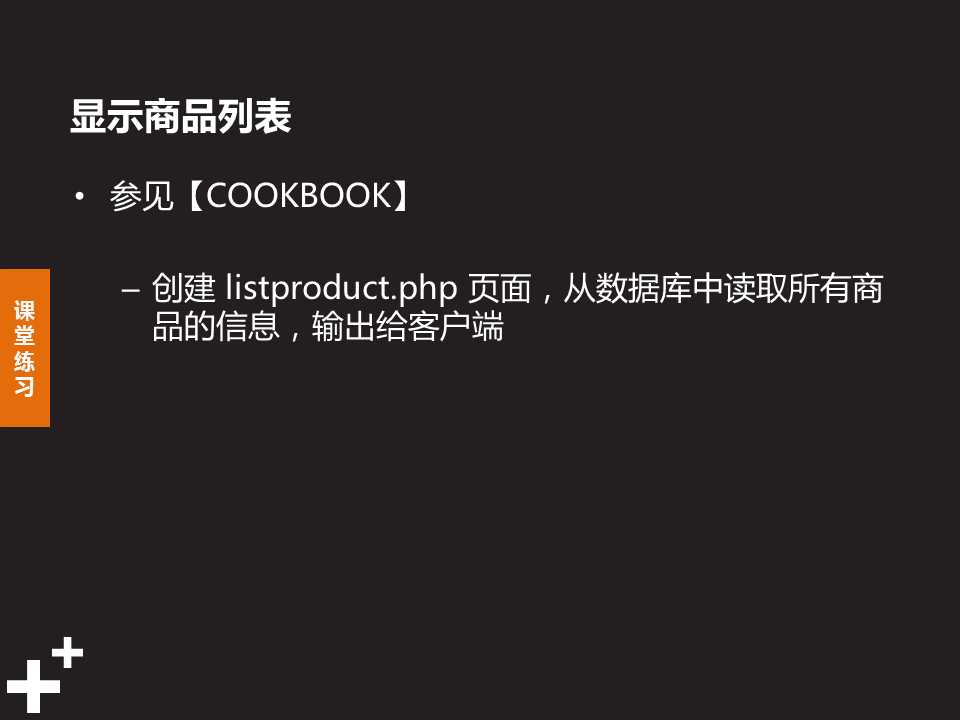 显示商品列表
• 参见【COOKBOOK】
– 创建 listproduct.php 页面，从数据库中读取所有商
品的信息，输出给客户端
课
堂
练
习